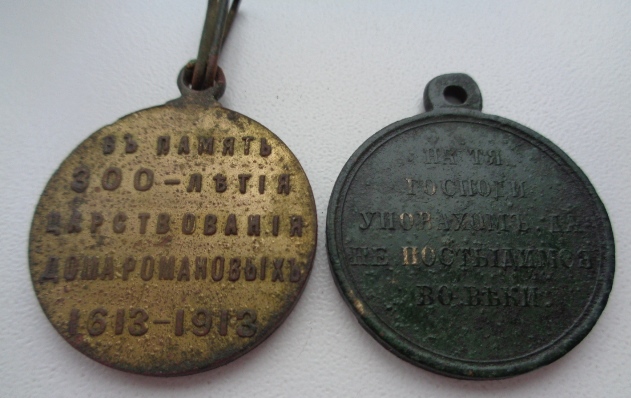 ВЪ ПАМЯТЬ
300-ЛѢТІЯ
ЦАРСТВОВАНІЯ
ДОМА РОМАНОВЫХЪ
1613-1913
НА ТЯ
ГОСПОДИ
УПОВАХОМЪ ДА
НЕ ПОСТЫДИМСЯ
ВО ВѢКИ.